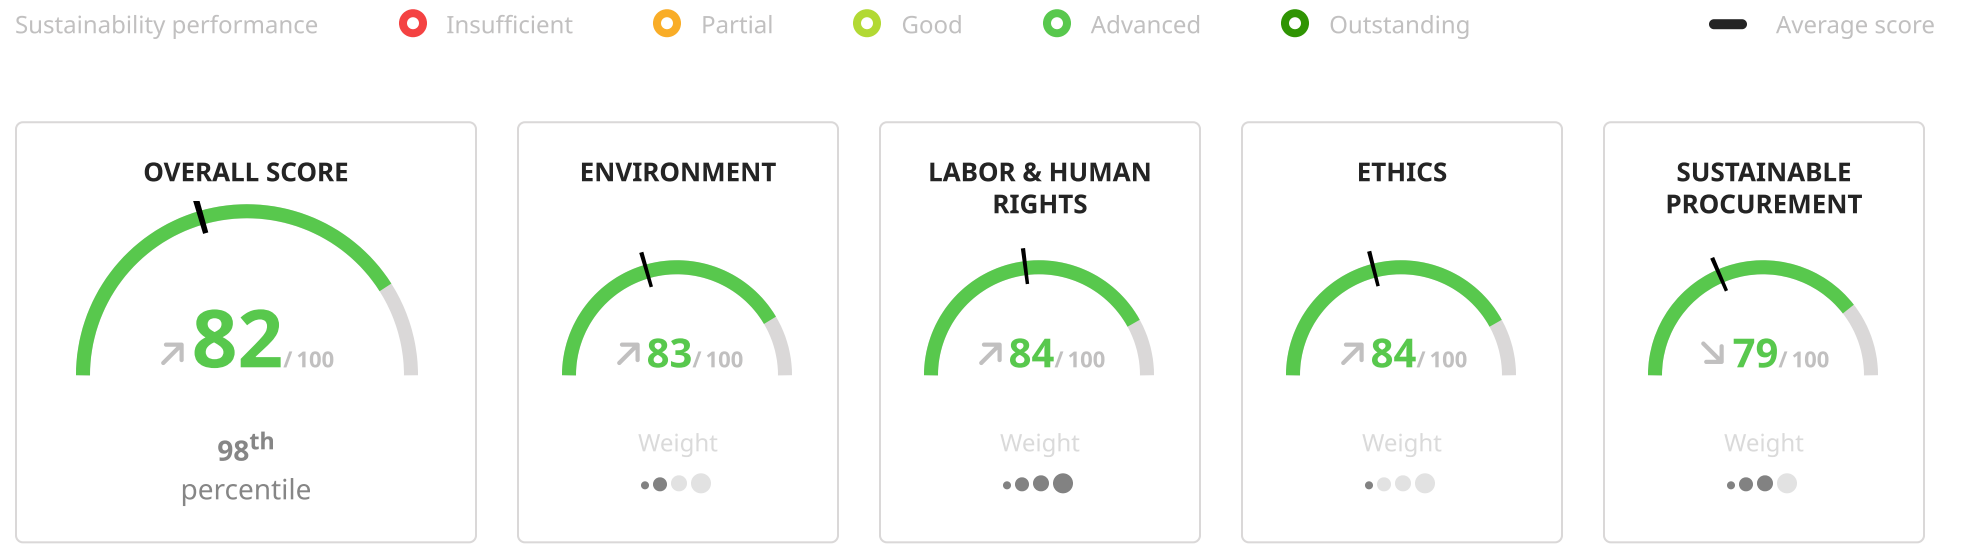 Sustainability performance Insufficient Partial Good Advanced Outstanding Average score
OVERALL SCORE
82 / 100
98th
percentile
ENVIRONMENT
83 / 100
Weight
LABOR & HUMAN
RIGHTS
84 / 100
Weight
ETHICS
84 / 100
Weight
SUSTAINABLE
PROCUREMENT
79 / 100
Weight